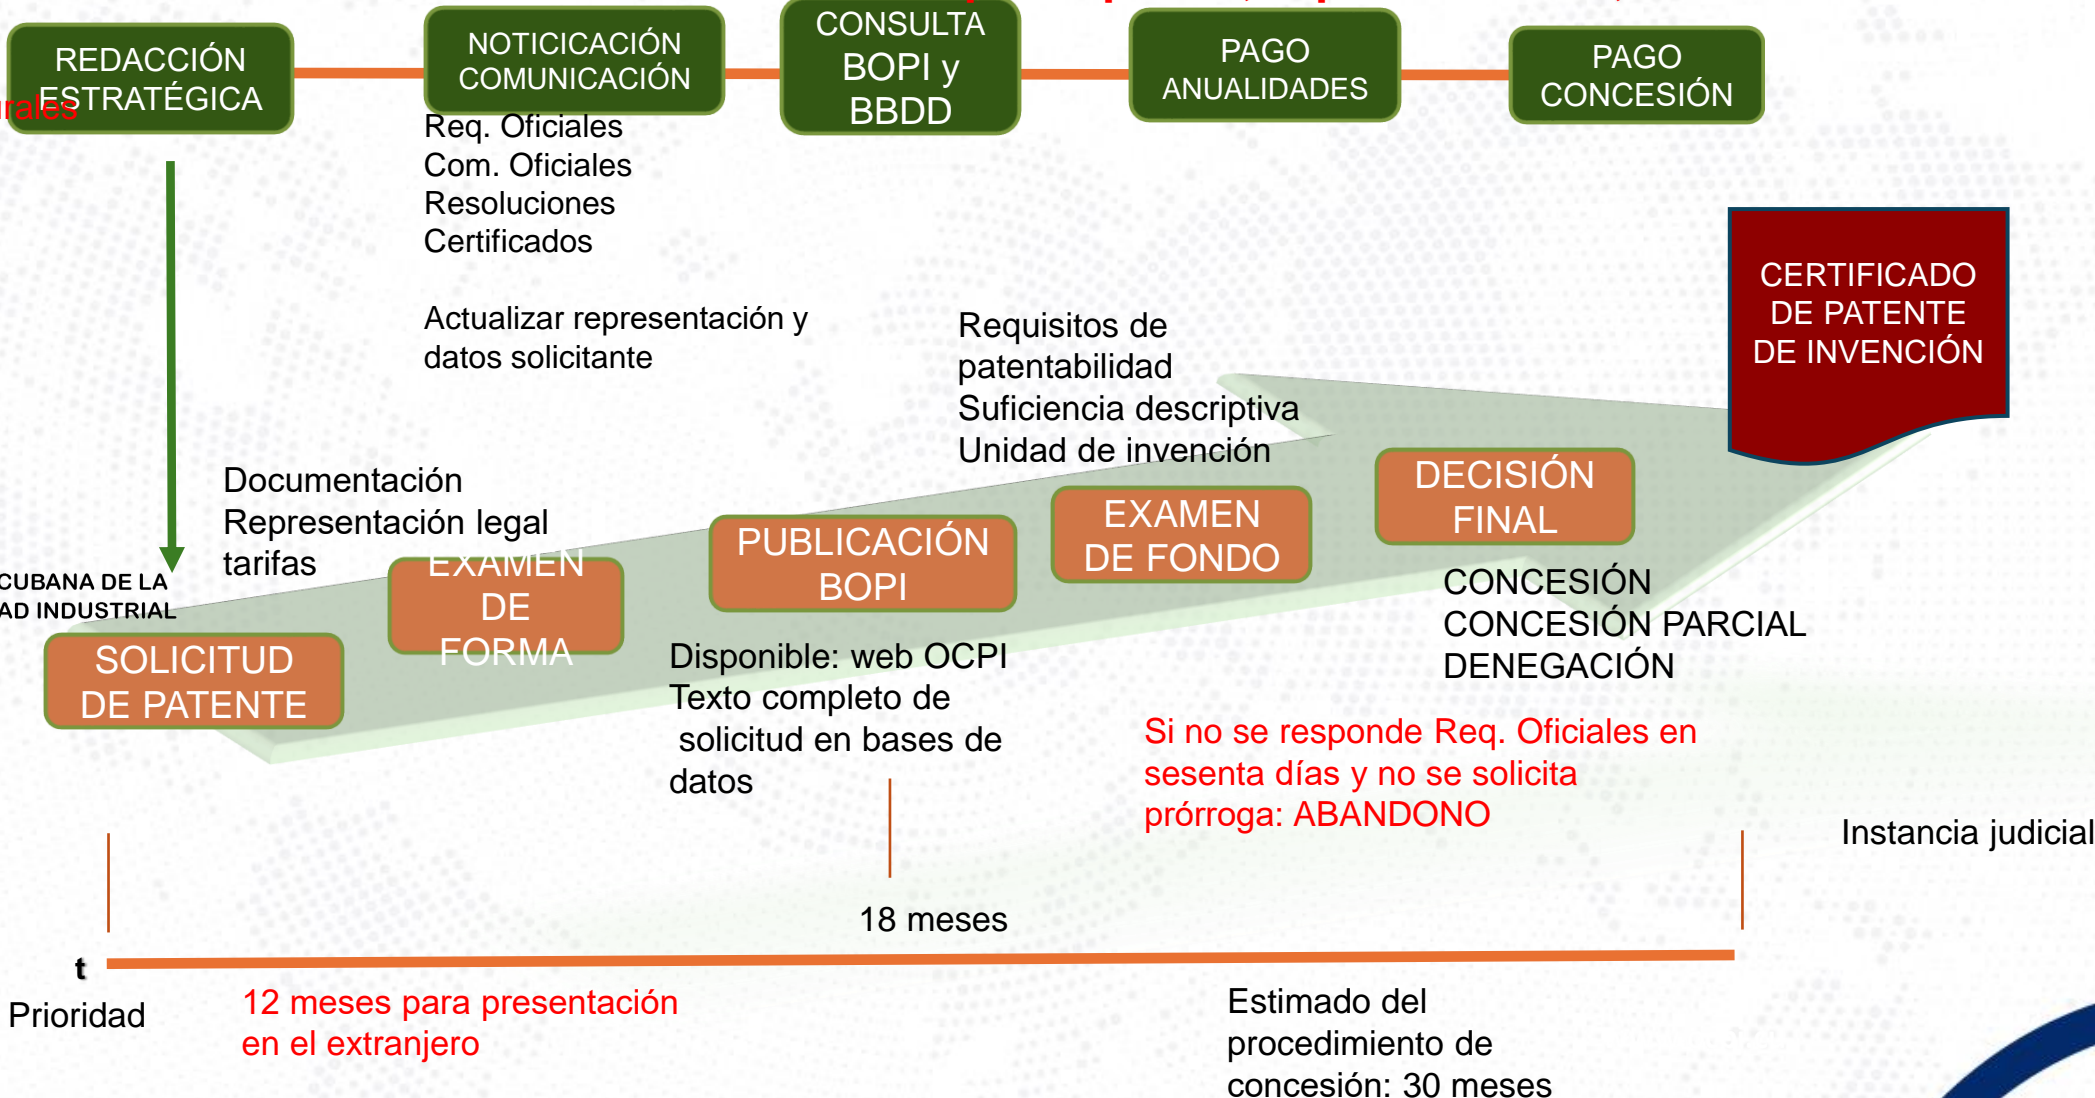 REDACCIÓN
ESTRATÉGICA
NOTICICACIÓN
COMUNICACIÓN
CONSULTA
BOPI y
BBDD
PAGO
ANUALIDADES
PAGO
CONCESIÓN
Req. Oficiales
Com. Oficiales
Resoluciones
Certificados
Actualizar representación y
datos solicitante
Requisitos de
patentabilidad
Suficiencia descriptiva
Unidad de invención
CERTIFICADO
DE PATENTE
DE INVENCIÓN
Documentación
Representación legal
tarifas
CUBANA DE LA
AD INDUSTRIAL
SOLICITUD
DE PATENTE
EXAMEN
DE
FORMA
PUBLICACIÓN
BOPI
EXAMEN
DE FONDO
DECISIÓN
FINAL
Disponible: web OCPI
Texto completo de
solicitud en bases de
datos
CONCESIÓN
CONCESIÓN PARCIAL
DENEGACIÓN
Si no se responde Req. Oficiales en
sesenta días y no se solicita
prórroga: ABANDONO
Instancia judicial
18 meses
t
Prioridad
12 meses para presentación
en el extranjero
Estimado del
procedimiento de
concesión: 30 meses